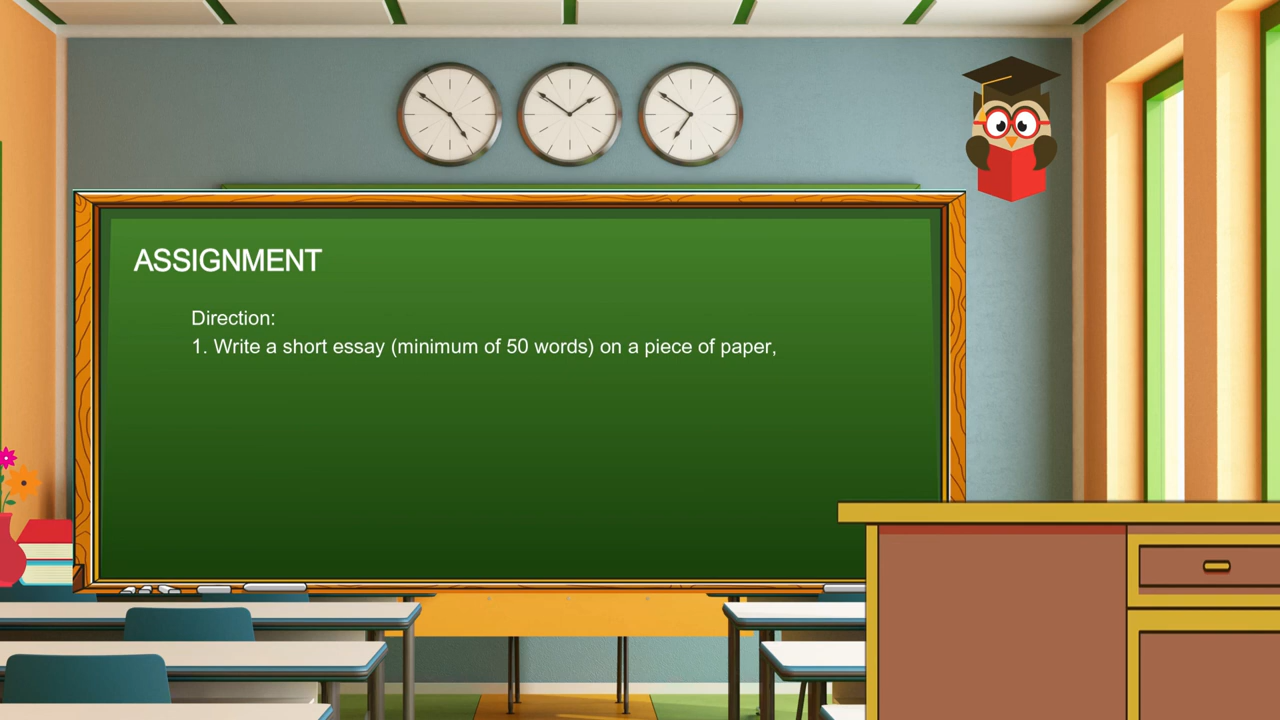 ASSIGNMENT
Direction:
1. Write a short essay (minimum of 50 words) on a piece of paper,